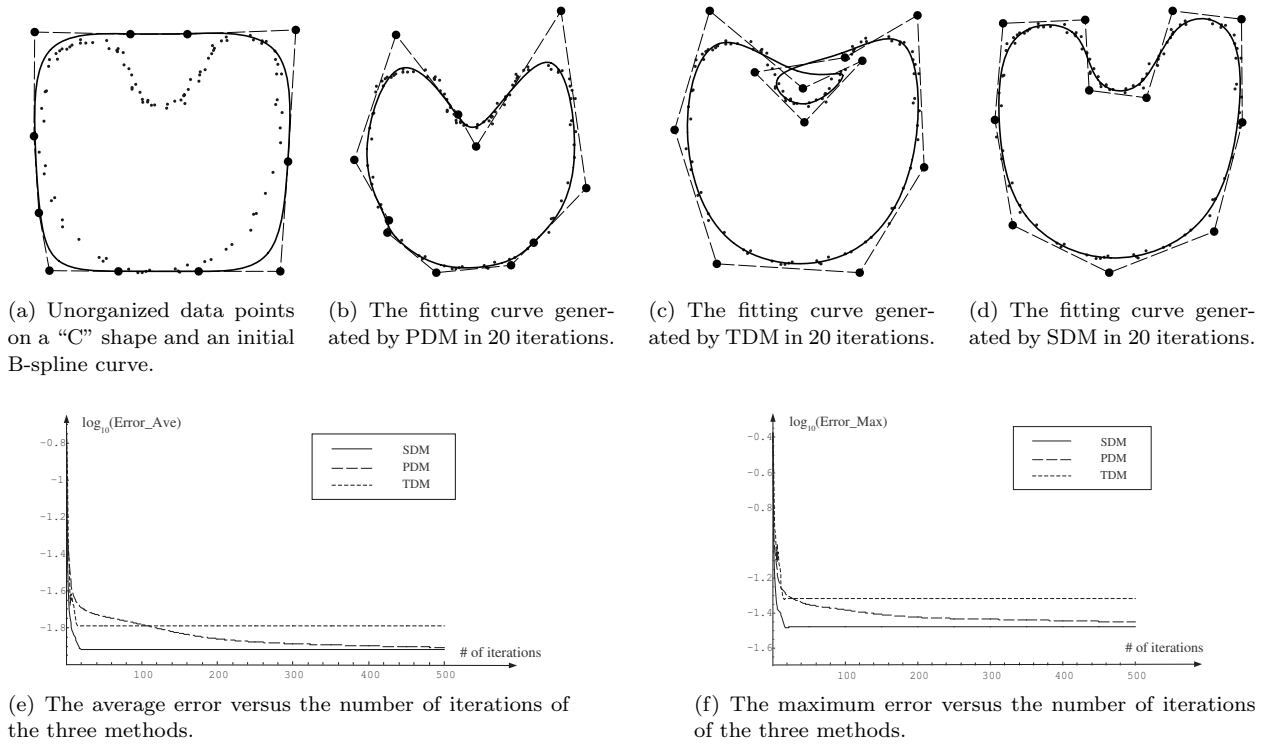 (a) Unorganized data points
on a “C” shape and an initial
B-spline curve.
(b) The fitting curve gener-
ated by PDM in 20 iterations.
(c) The fitting curve gener-
ated by TDM in 20 iterations.
(d) The fitting curve gener-
ated by SDM in 20 iterations.
log10(Error_Ave)
SDM
PDM
TDM
-0.8
-1
-1.2
-1.4
-1.6
-1.8
# of iterations
100 200 300 400 500
(e) The average error versus the number of iterations of
the three methods.
log10(Error_Max)
SDM
PDM
TDM
-0.4
-0.6
-0.8
-1.2
-1.4
-1.6
# of iterations
100 200 300 400 500
(f) The maximum error versus the number of iterations
of the three methods.